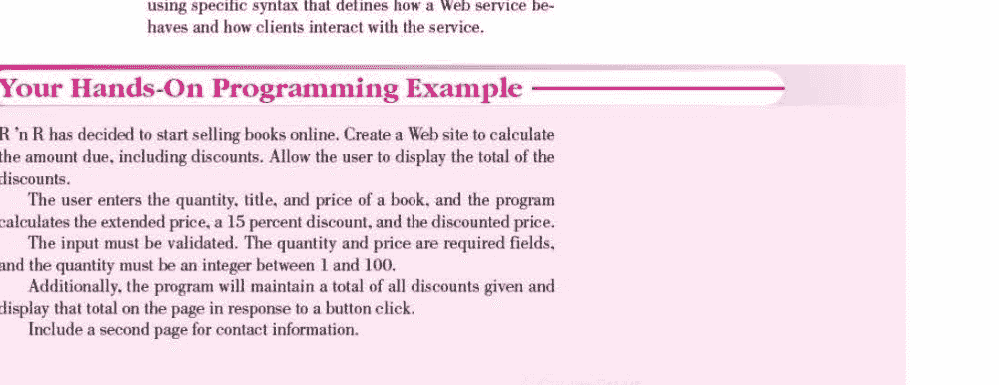 using specific syntax that defines how a Web service be-
haves and how clients interact with the service.
Your Hands-On Programming Example
R 'n R has decided to start selling books online. Create a Web site to calculate
the amount due, including discounts. Allow the user to display the total of the
discounts.
The user enters the quantity, title, and price of a book, and the program
calculates the extended price, a 15 percent discount, and the discounted price.
The input must be validated. The quantity and price are required fields,
and the quantity must be an integer between 1 and 100.
Additionally, the program will maintain a total of all discounts given and
display that total on the page in response to a button click.
Include a second page for contact information.